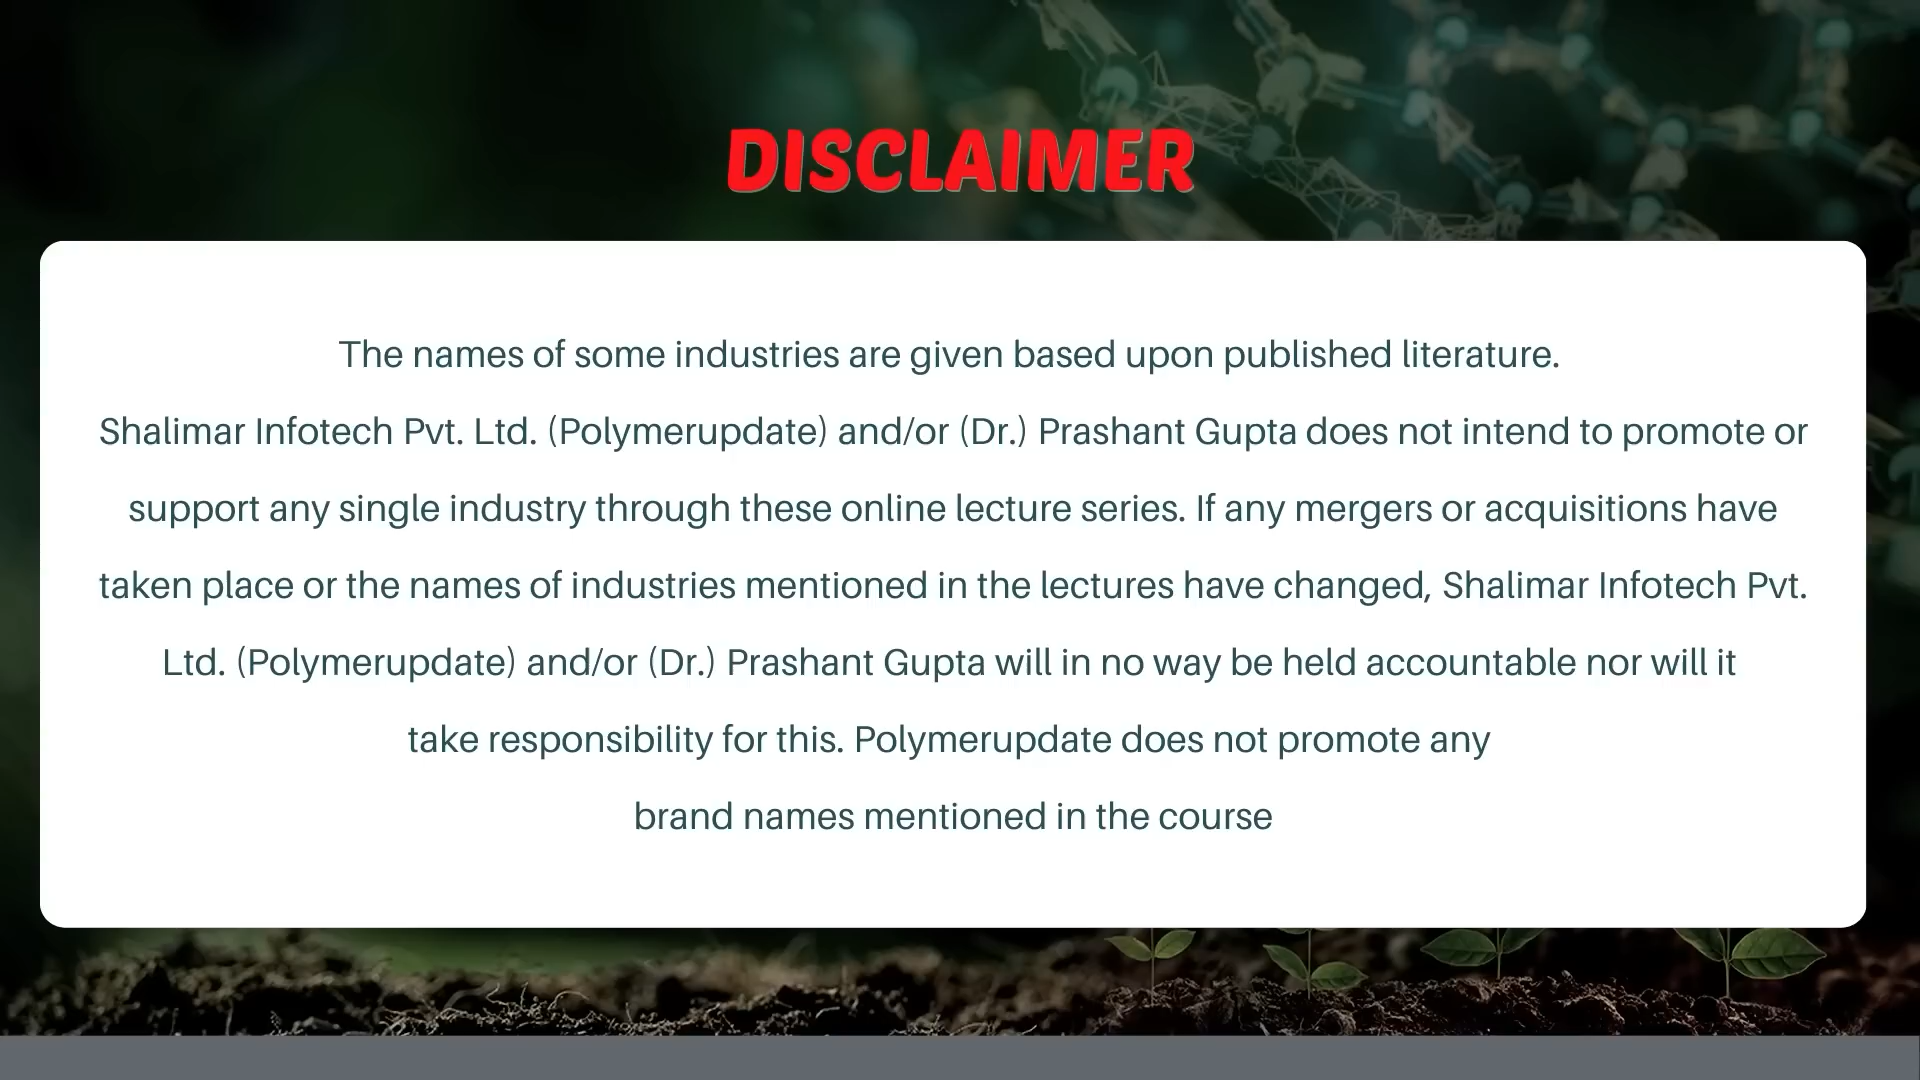 DISCLAIMER
The names of some industries are given based upon published literature.
Shalimar Infotech Pvt. Ltd. (Polymerupdate) and/or (Dr.) Prashant Gupta does not intend to promote or
support any single industry through these online lecture series. If any mergers or acquisitions have
taken place or the names of industries mentioned in the lectures have changed, Shalimar Infotech Pvt.
Ltd. (Polymerupdate) and/or (Dr.) Prashant Gupta will in no way be held accountable nor will it
take responsibility for this. Polymerupdate does not promote any
brand names mentioned in the course